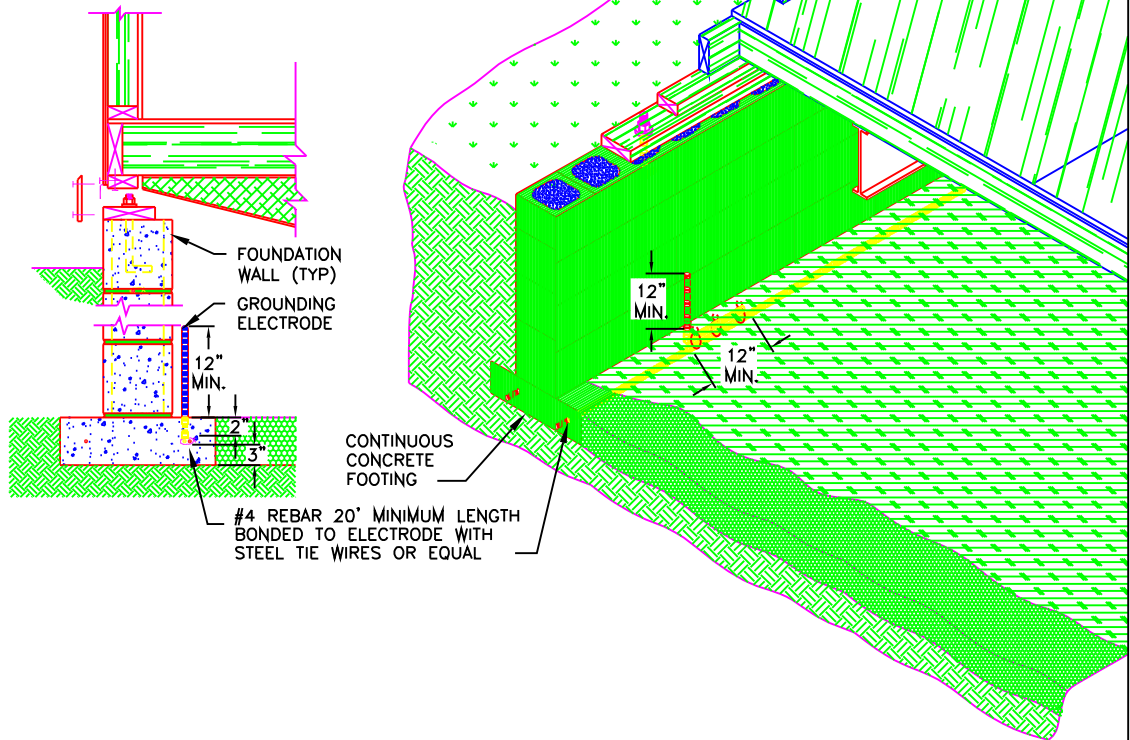 FOUNDATION
WALL (TYP)
GROUNDING
ELECTRODE
12"
MIN.
2"
3"
12"
MIN.
12"
MIN.
CONTINUOUS
CONCRETE
FOOTING
#4 REBAR 20' MINIMUM LENGTH
BONDED TO ELECTRODE WITH
STEEL TIE WIRES OR EQUAL